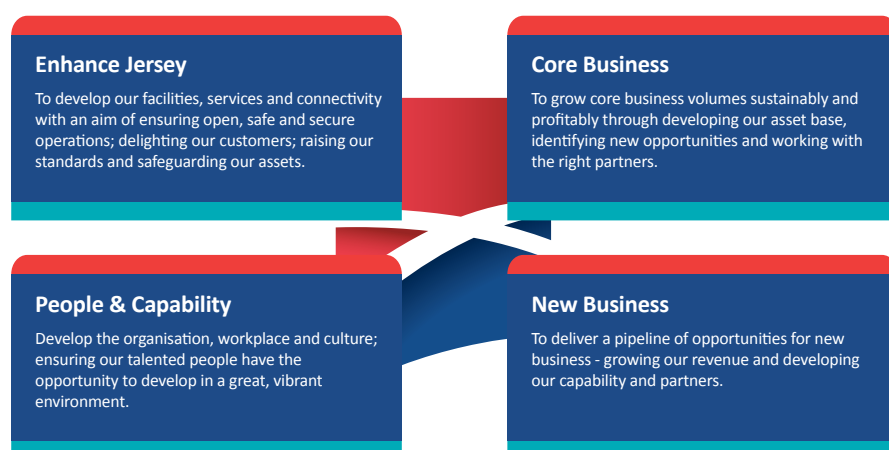 Enhance Jersey
To develop our facilities, services and connectivity
with an aim of ensuring open, safe and secure
operations; delighting our customers; raising our
standards and safeguarding our assets.
Core Business
To grow core business volumes sustainably and
profitably through developing our asset base,
identifying new opportunities and working with
the right partners.
People & Capability
Develop the organisation, workplace and culture;
ensuring our talented people have the
opportunity to develop in a great, vibrant
environment.
New Business
To deliver a pipeline of opportunities for new
business - growing our revenue and developing
our capability and partners.